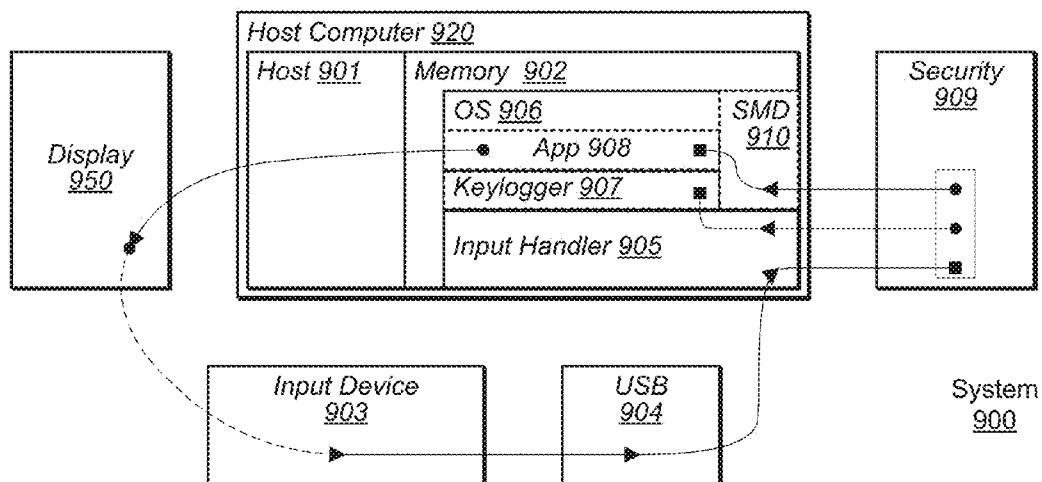 Host Computer 920
Host 901
Memory 902
Security
909
OS 906
SMD
910
Display
950
App 908
Keylogger 907
Input Handler 905
Input Device
903
USB
904
System
900